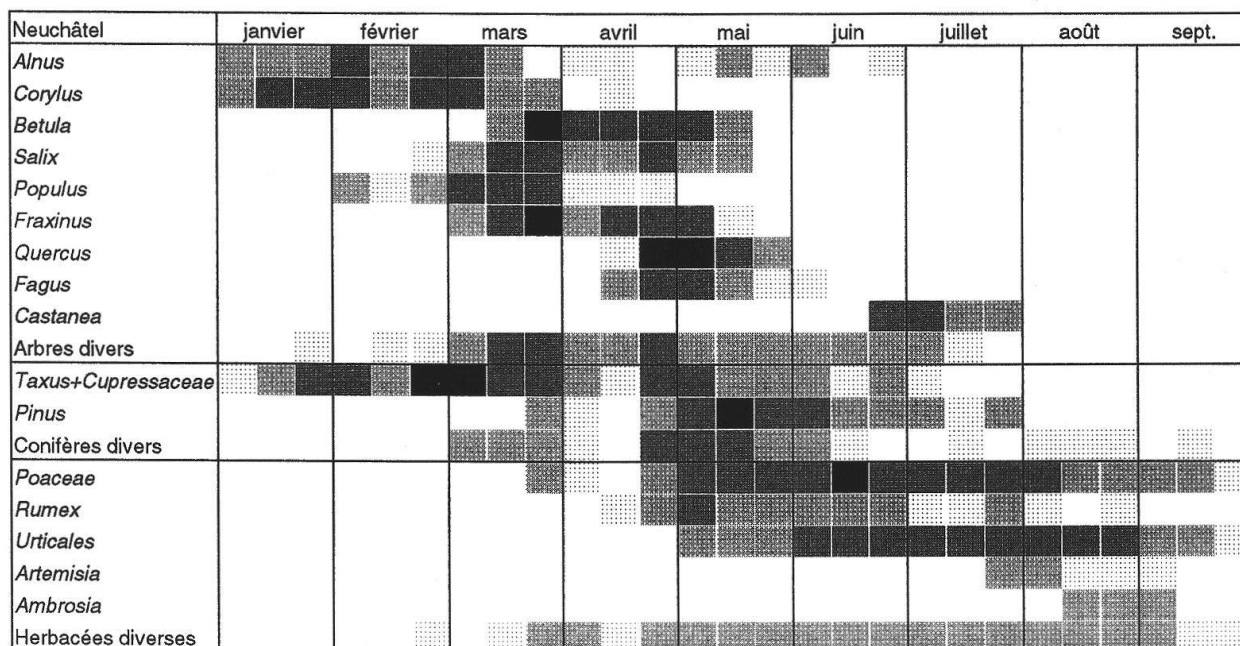 Neuchâtel janvier février mars avril mai juin juillet août sept.
Alnus
Corylus
Betula
Salix
Populus
Fraxinus
Quercus
Fagus
Castanea
Arbres divers
Taxus+Cupressaceae
Pinus
Conifères divers
Poaceae
Rumex
Urticales
Artemisia
Ambrosia
Herbacées diverses